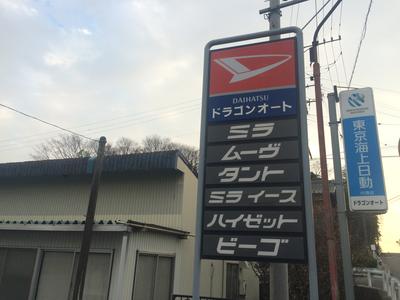 DAIHATSU
ドラゴンオート
ミラ
ムーヴ
タント
ミラ イース
ハイゼット
ビーゴ
東京海上日動
ドラゴンオート